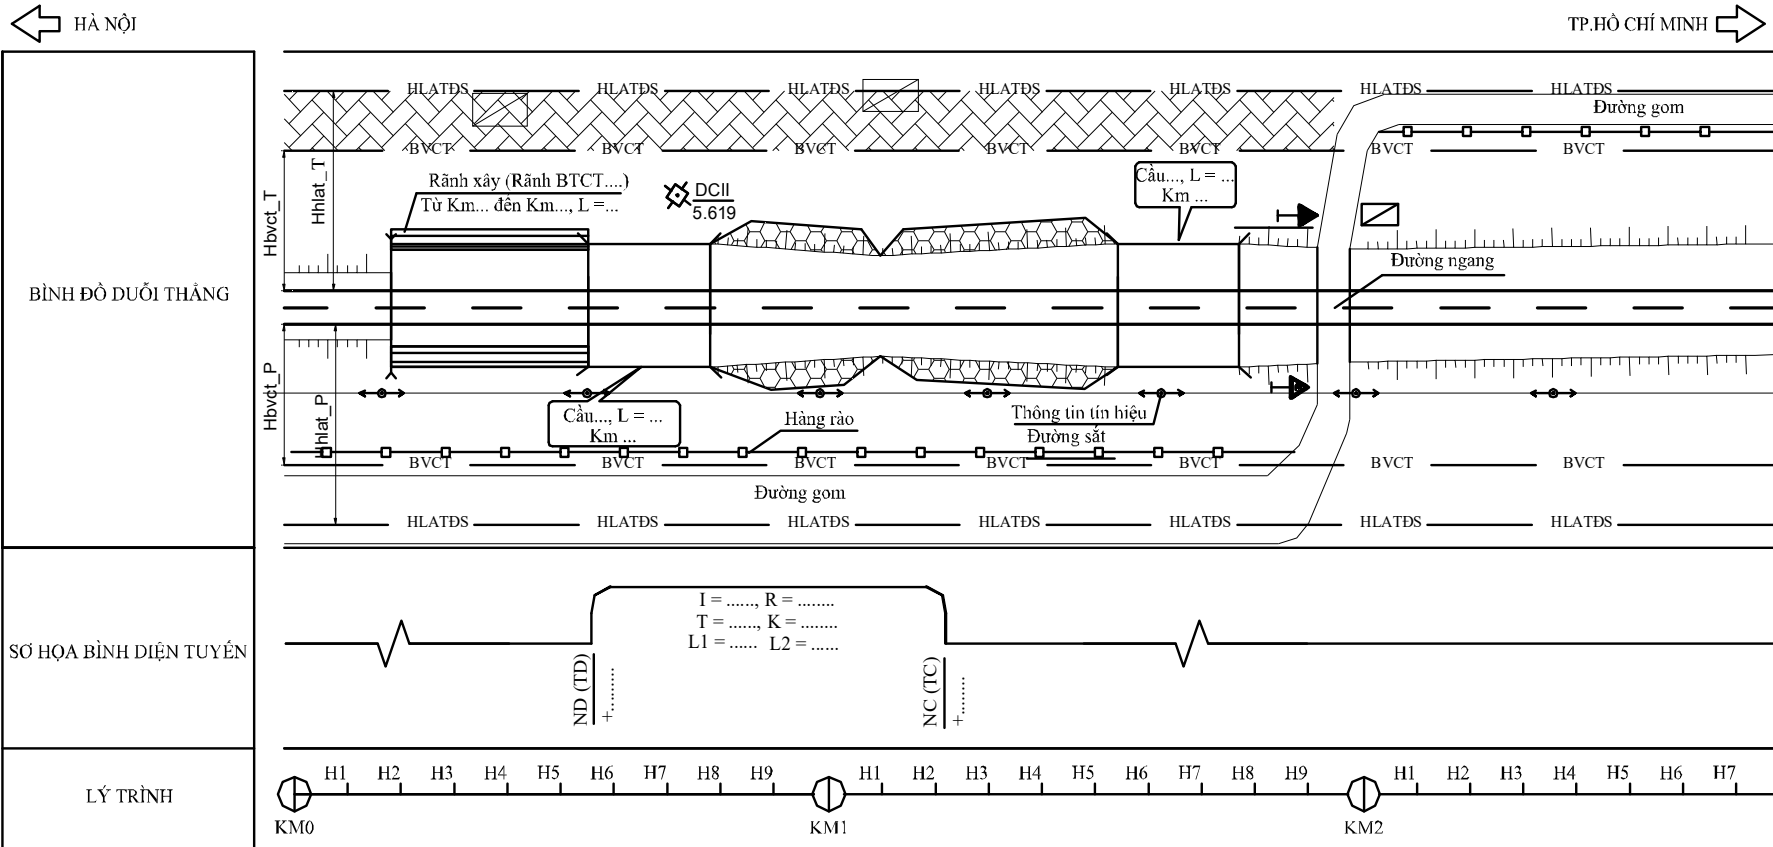 HÀ NỘI
TP.HỒ CHÍ MINH
HLATĐS HLATĐS HLATĐS HLATĐS HLATĐS HLATĐS HLATĐS
Đường gom
BVCT BVCT BVCT BVCT BVCT BVCT BVCT
Hbvct_T
Hhlat_T
Rãnh xây (Rãnh BTCT....)
Từ Km... đến Km..., L =...
DCII
5.619
Cầu..., L = ...
Km ...
Đường ngang
BÌNH ĐỒ DUỖI THẲNG
Hbvct_P
Hhlat_P
Cầu..., L = ...
Km ...
Hàng rào
Thông tin tín hiệu
Đường sắt
BVCT BVCT BVCT BVCT BVCT BVCT BVCT
Đường gom
HLATĐS HLATĐS HLATĐS HLATĐS HLATĐS HLATĐS HLATĐS
SƠ HỌA BÌNH DIỆN TUYẾN
I = ......, R = ........
T = ......, K = ........
L1 = ...... L2 = ......
ND (TD)
+.........
NC (TC)
+........
LÝ TRÌNH
H1 H2 H3 H4 H5 H6 H7 H8 H9 H1 H2 H3 H4 H5 H6 H7 H8 H9 H1 H2 H3 H4 H5 H6 H7
KM0 KM1 KM2